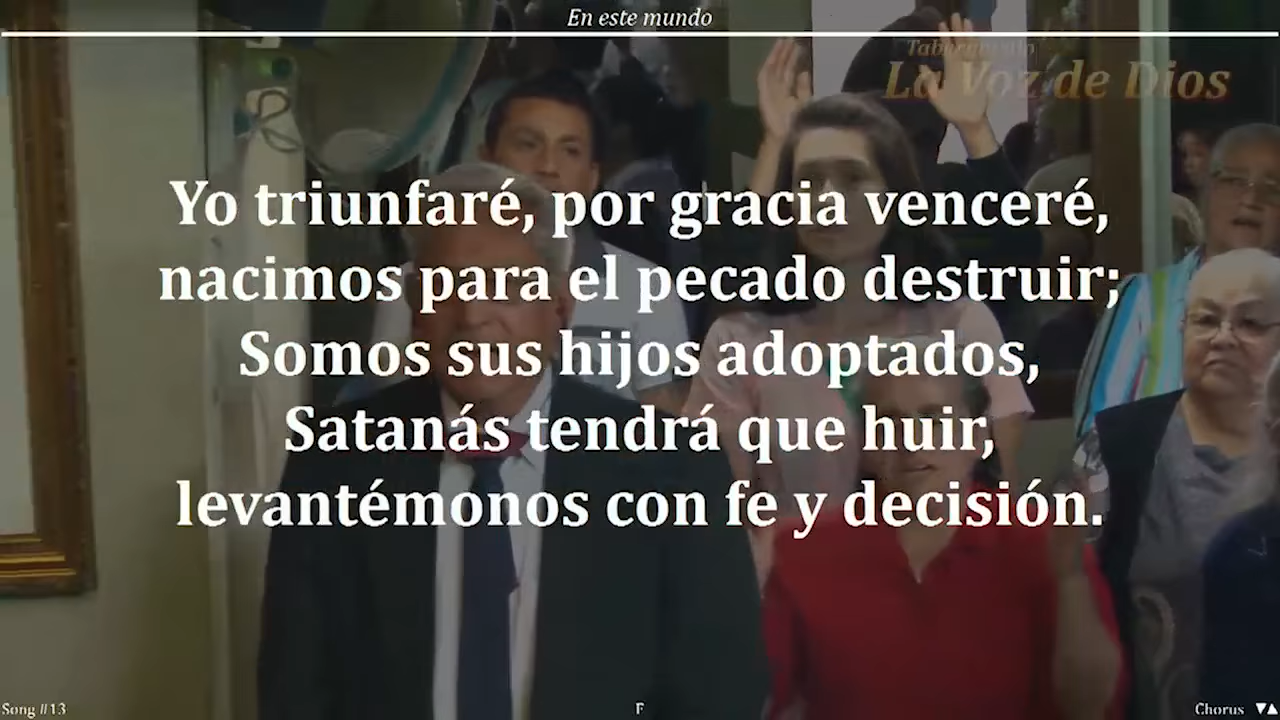 En este mundo
Tabernáculo
La Voz de Dios
Yo triunfaré, por gracia venceré,
nacimos para el pecado destruir;
Somos sus hijos adoptados,
Satanás tendrá que huir,
levantémonos con fe y decisión.
Song #13
F
Chorus ▼▲